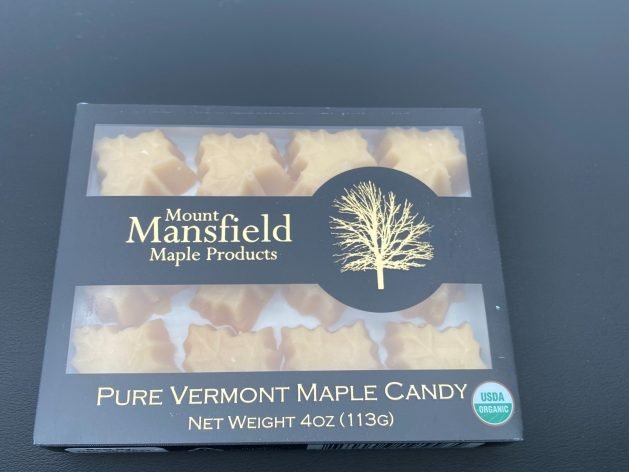 Mount
Mansfield
Maple Products
PURE VERMONT MAPLE CANDY
NET WEIGHT 4OZ (113G)
USDA
ORGANIC